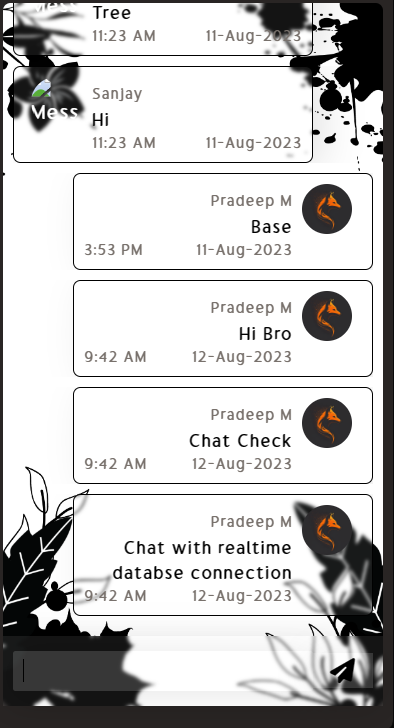 Tree
11:23 AM 11-Aug-2023
Sanjay
Mess
Hi
11:23 AM 11-Aug-2023
Pradeep M
Base
3:53 PM 11-Aug-2023
Pradeep M
Hi Bro
9:42 AM 12-Aug-2023
Pradeep M
Chat Check
9:42 AM 12-Aug-2023
Pradeep M
Chat with realtime
databse connection
9:42 AM 12-Aug-2023